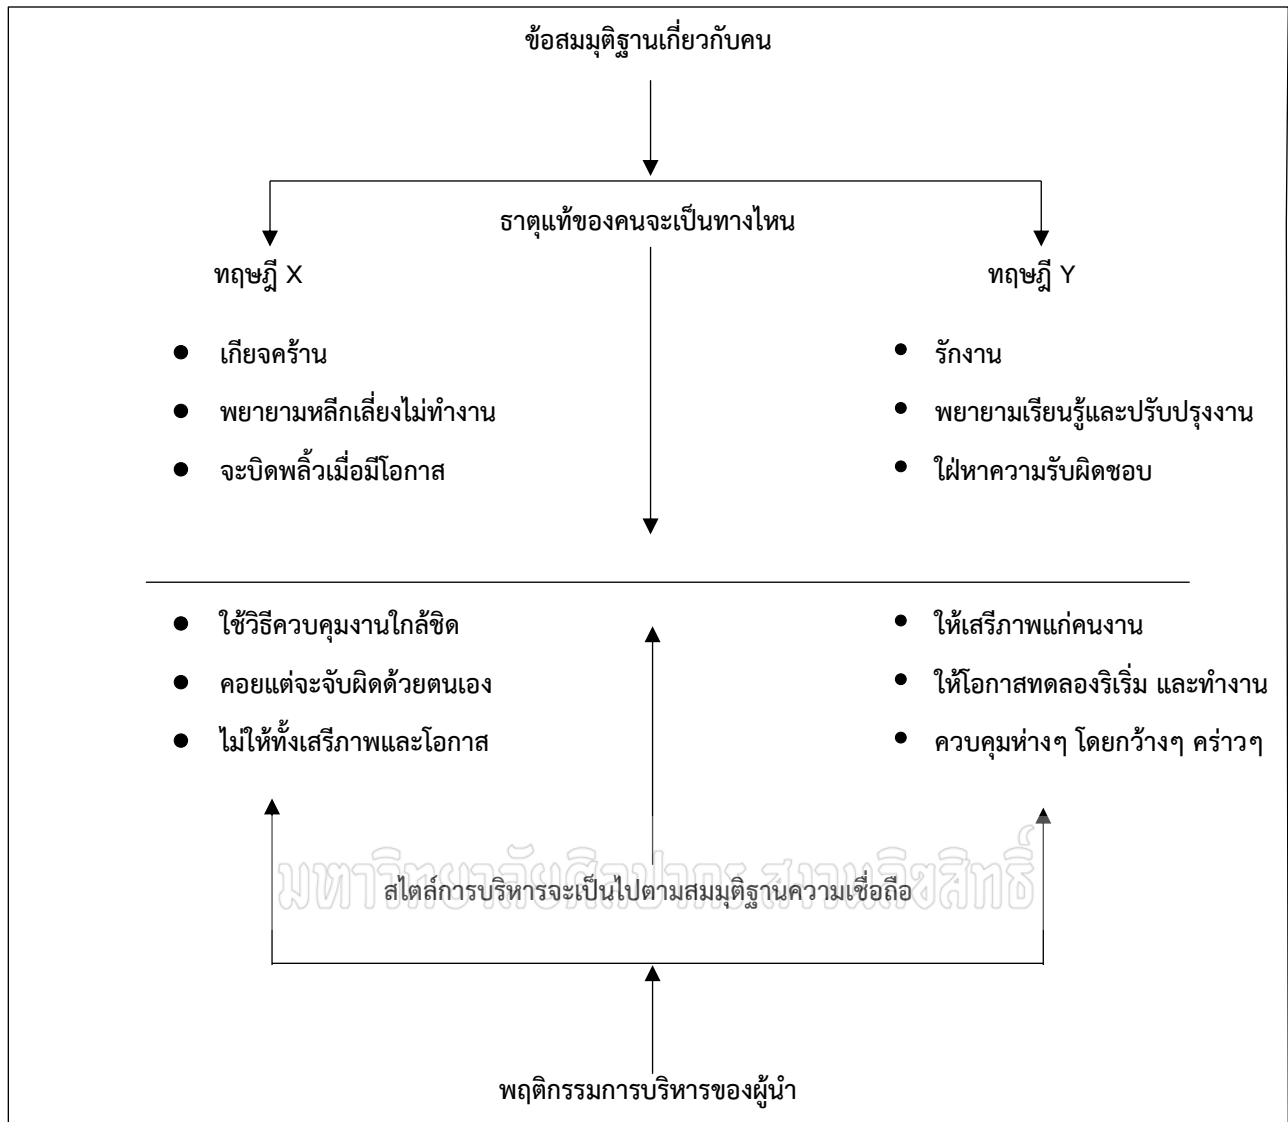 ข้อสมมุติฐานเกี่ยวกับคน
ธาตุแท้ของคนจะเป็นทางไหน
ทฤษฎี X
ทฤษฎี Y
● เกียจคร้าน
● พยายามหลีกเลี่ยงไม่ทำงาน
● จะบิดพลิ้วเมื่อมีโอกาส
● รักงาน
● พยายามเรียนรู้และปรับปรุงงาน
● ใฝ่หาความรับผิดชอบ
● ใช้วิธีควบคุมงานใกล้ชิด
● คอยแต่จะจับผิดด้วยตนเอง
● ไม่ให้ทั้งเสรีภาพและโอกาส
● ให้เสรีภาพแก่คนงาน
● ให้โอกาสทดลองริเริ่ม และทำงาน
● ควบคุมห่างๆ โดยกว้างๆ คร่าวๆ
มหาวิทยาลัยศิลปากร สงวนลิขสิทธิ์
สไตล์การบริหารจะเป็นไปตามสมมุติฐานความเชื่อถือ
พฤติกรรมการบริหารของผู้นำ